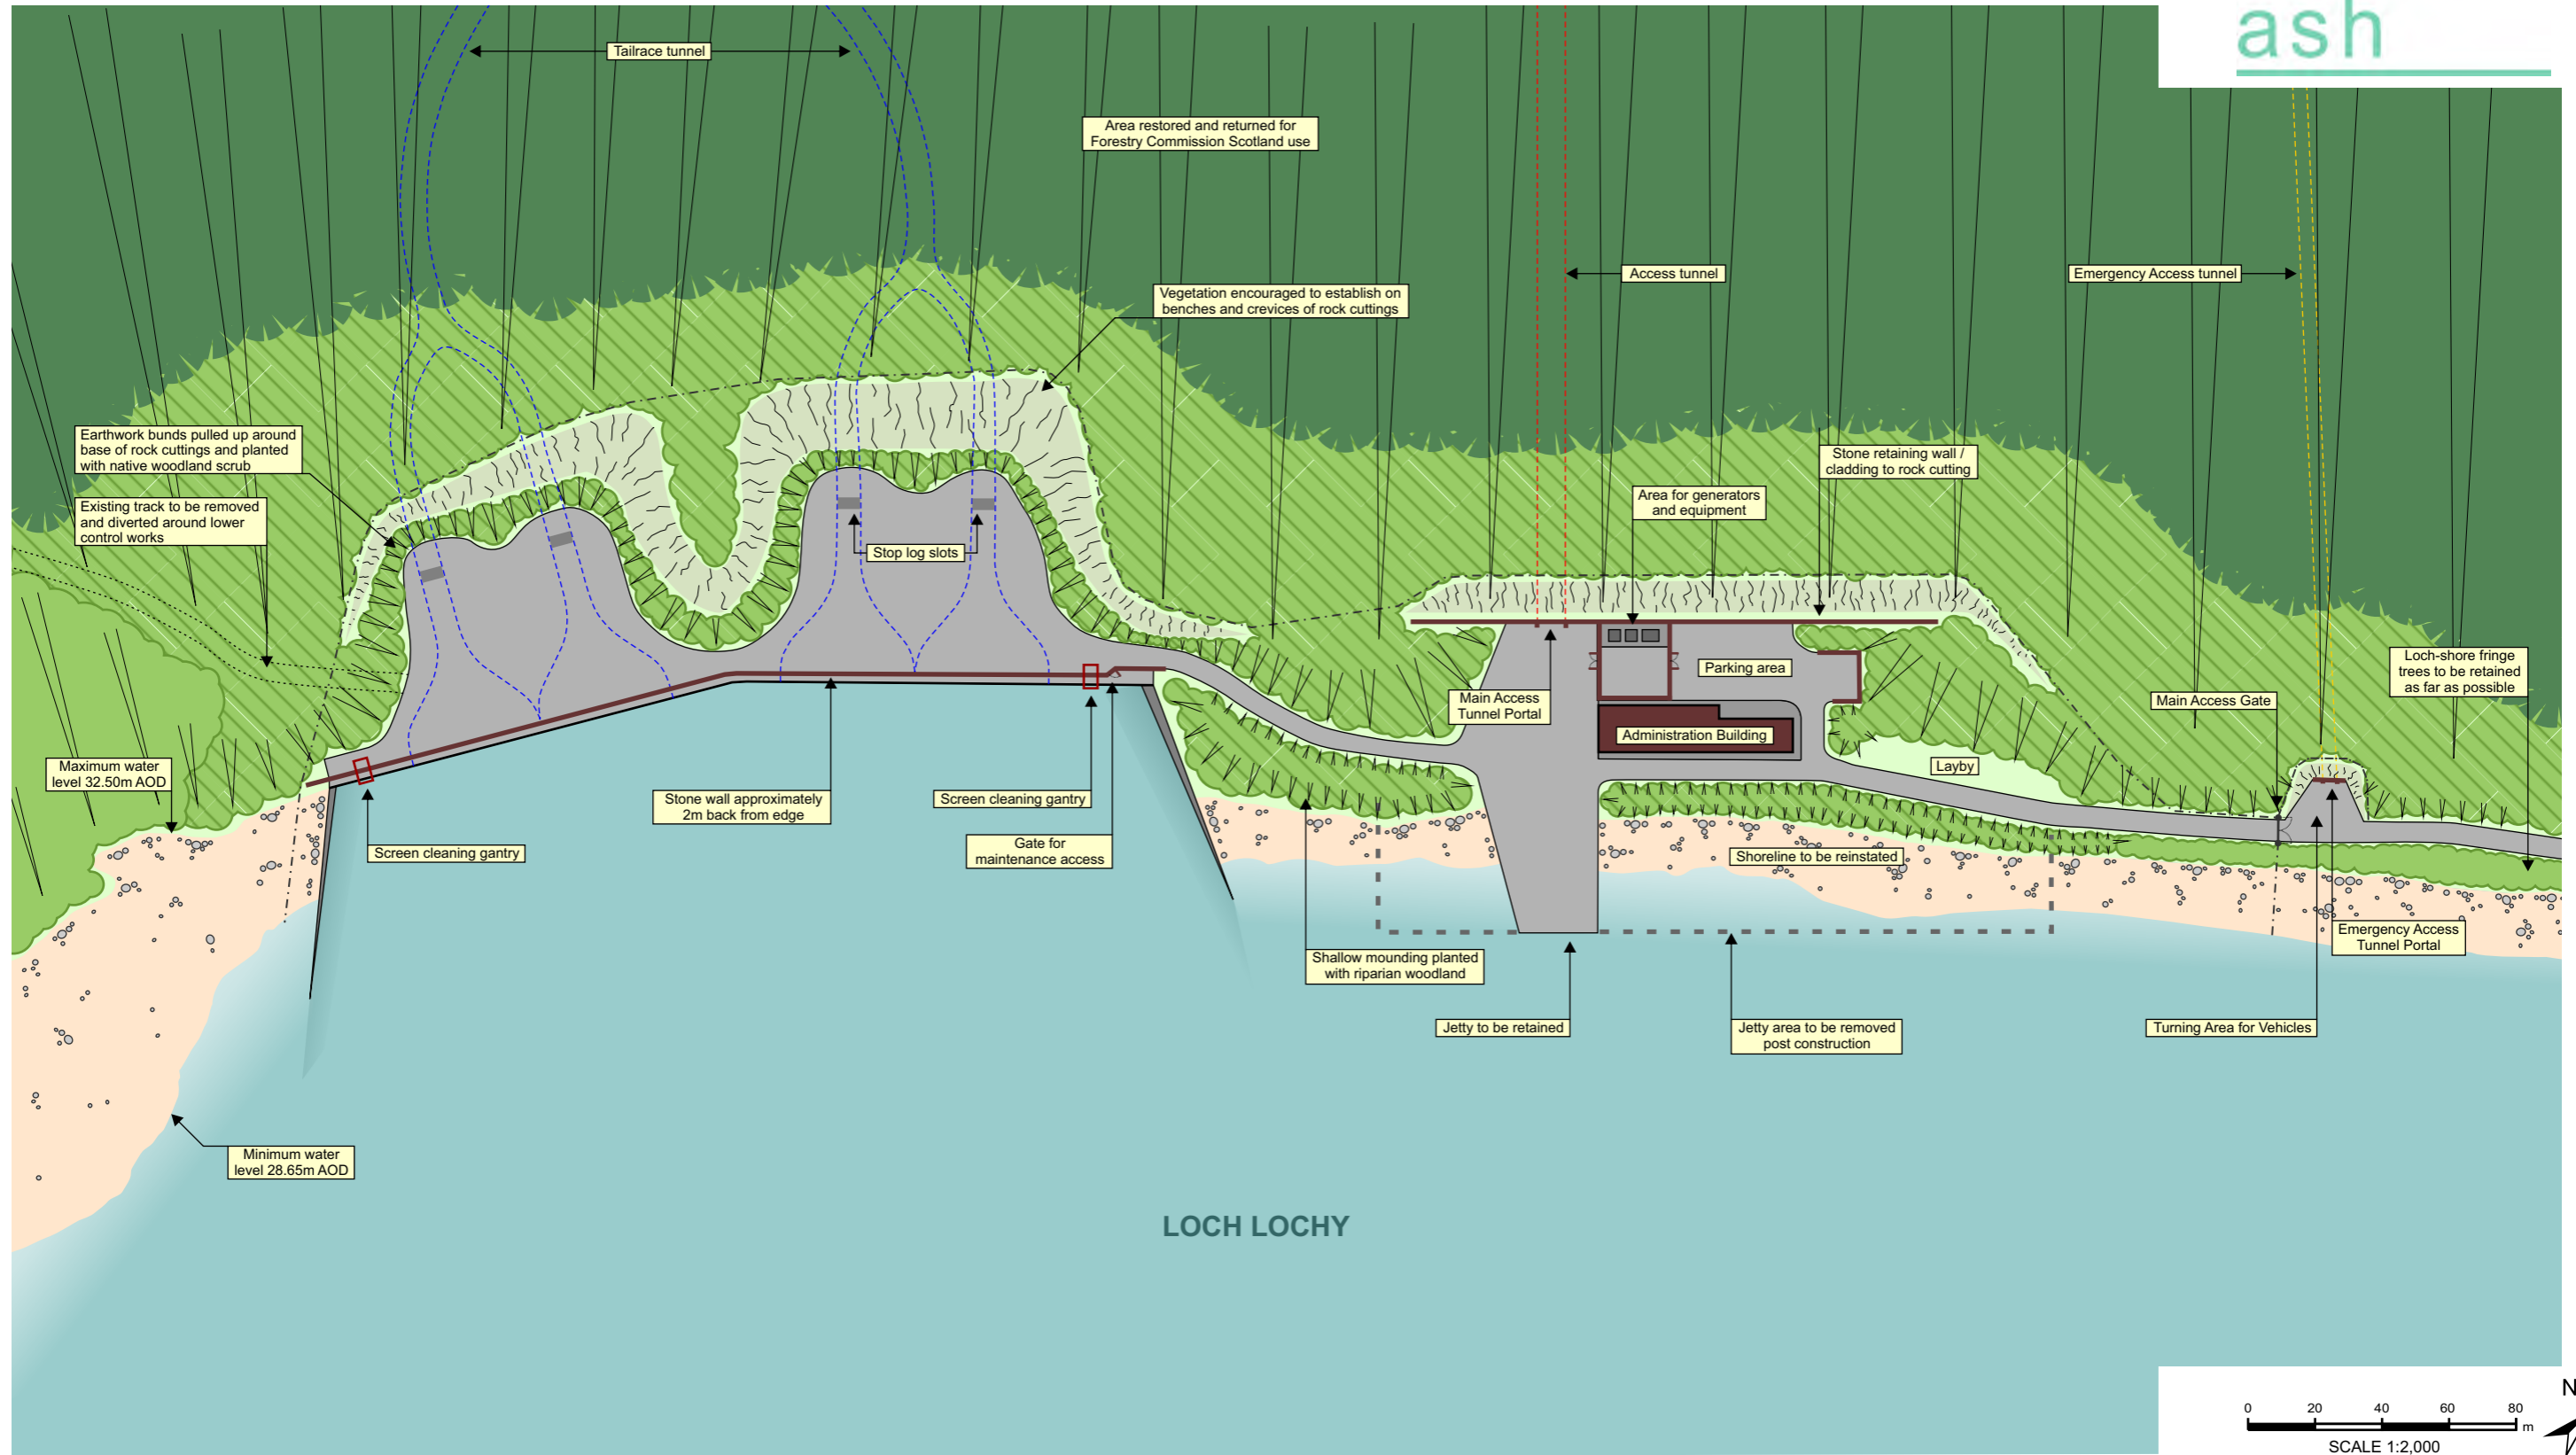 ash
Tailrace tunnel
Area restored and returned for
Forestry Commission Scotland use
Access tunnel
Emergency Access tunnel
Vegetation encouraged to establish on
benches and crevices of rock cuttings
Earthwork bunds pulled up around
base of rock cuttings and planted
with native woodland scrub
Stone retaining wall /
cladding to rock cutting
Existing track to be removed
and diverted around lower
control works
Area for generators
and equipment
Stop log slots
Parking area
Loch-shore fringe
trees to be retained
as far as possible
Main Access
Tunnel Portal
Main Access Gate
Administration Building
Layby
Maximum water
level 32.50m AOD
Stone wall approximately
2m back from edge
Screen cleaning gantry
Gate for
maintenance access
Screen cleaning gantry
Shoreline to be reinstated
Emergency Access
Tunnel Portal
Shallow mounding planted
with riparian woodland
Jetty to be retained
Jetty area to be removed
post construction
Turning Area for Vehicles
Minimum water
level 28.65m AOD
LOCH LOCHY
N
0 20 40 60 80
m
SCALE 1:2,000